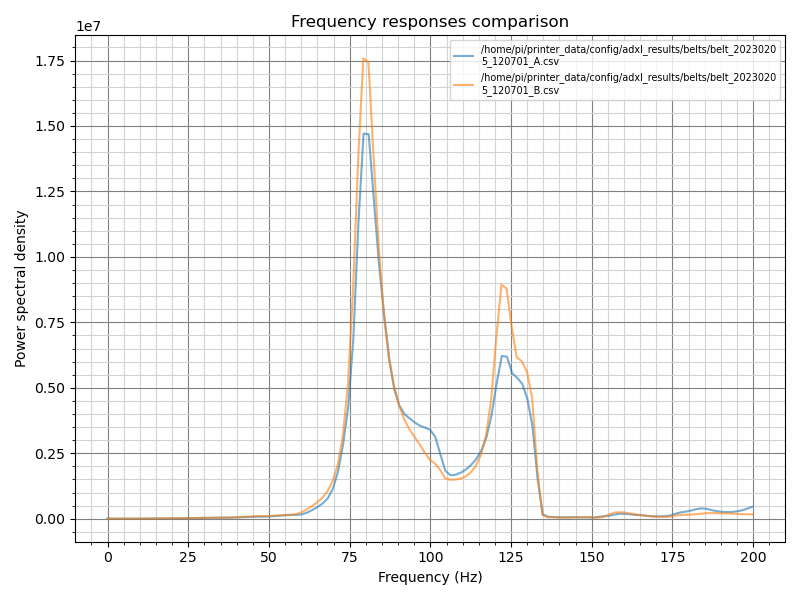 Frequency responses comparison
1e7
/home/pi/printer_data/config/adxl_results/belts/belt_2023020
5_120701_A.csv
/home/pi/printer_data/config/adxl_results/belts/belt_2023020
5_120701_B.csv
1.75
1.50
1.25
1.00
0.75
0.50
0.25
0.00
Power spectral density
0 25 50 75 100 125 150 175 200
Frequency (Hz)